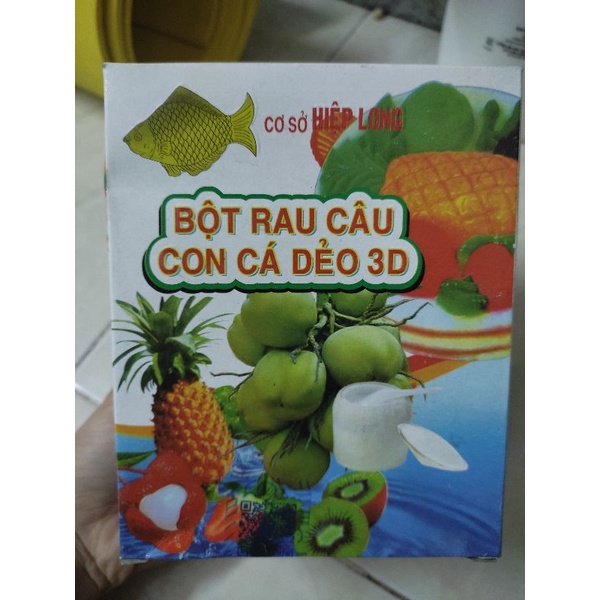 CƠ SỞ HIỆP LONG
BỘT RAU CÂU
CON CÁ DẺO 3D